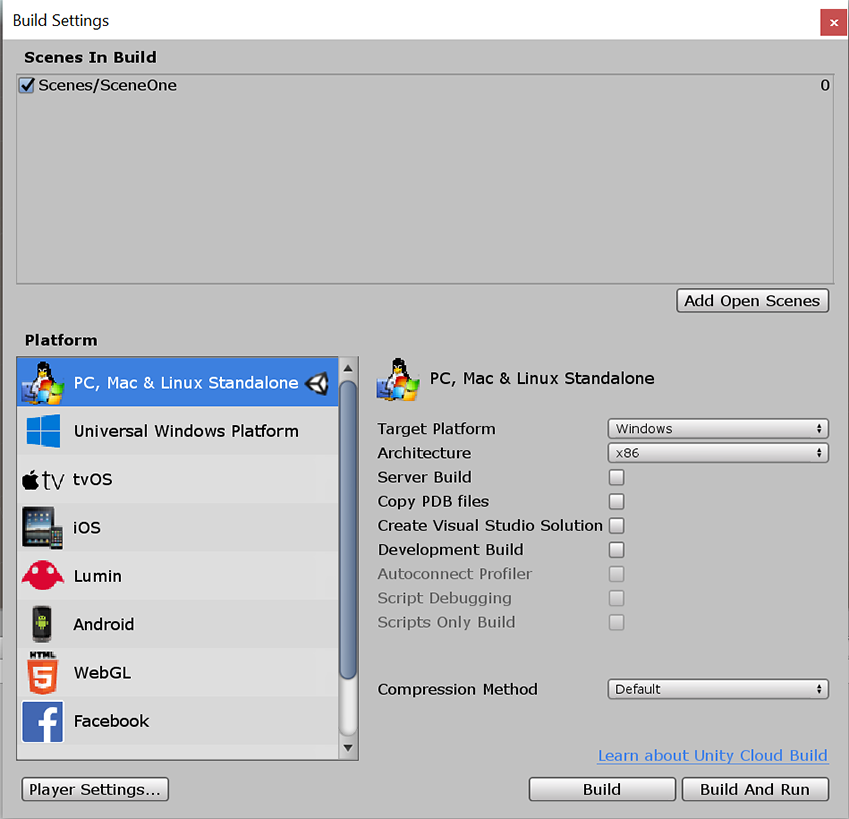 Build Settings
Scenes In Build
Scenes/SceneOne 0
Add Open Scenes
Platform
PC, Mac & Linux Standalone
Universal Windows Platform
tv tvOS
iOS
Lumin
Android
HTML
5 WebGL
f Facebook
PC, Mac & Linux Standalone
Target Platform Windows
Architecture x86
Server Build
Copy PDB files
Create Visual Studio Solution
Development Build
Autoconnect Profiler
Script Debugging
Scripts Only Build
Compression Method Default
Learn about Unity Cloud Build
Player Settings... Build Build And Run